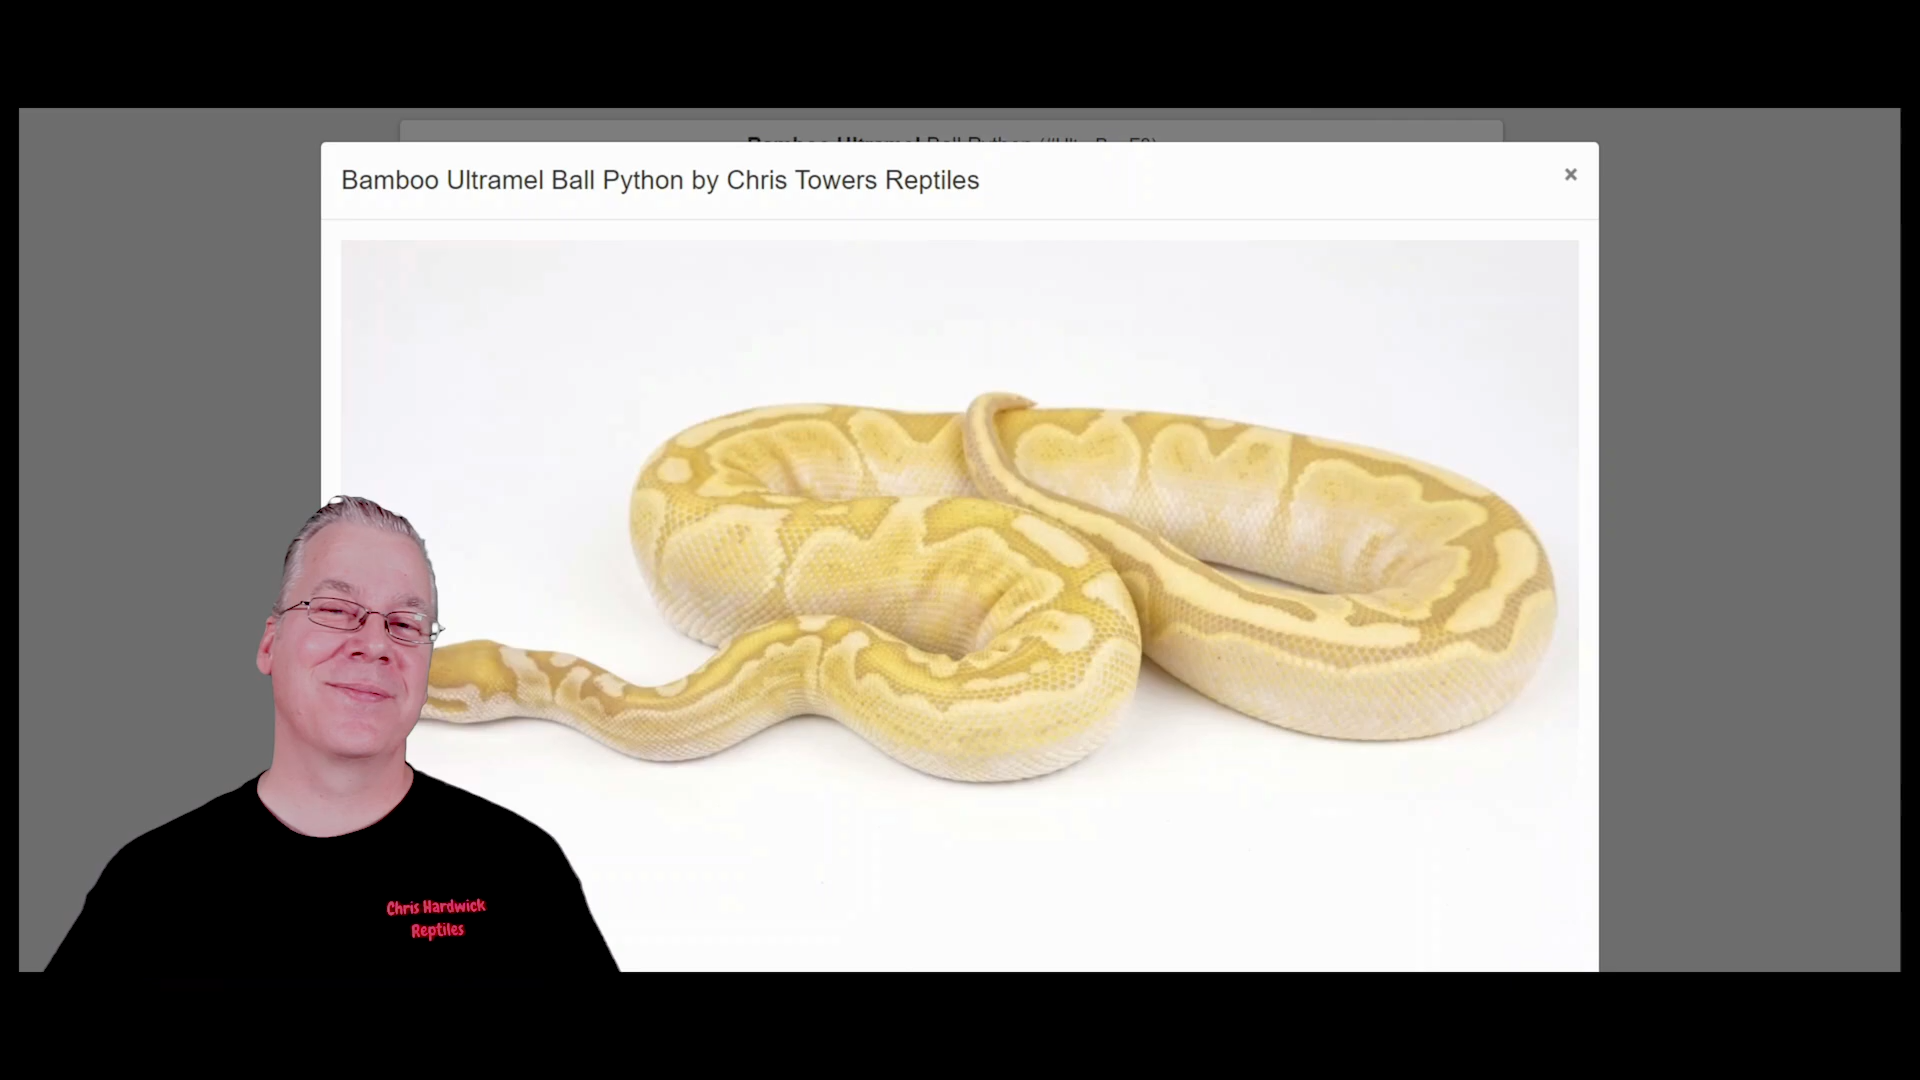 Bamboo Ultramel Ball Python by Chris Towers Reptiles
×
Chris Hardwick
Reptiles